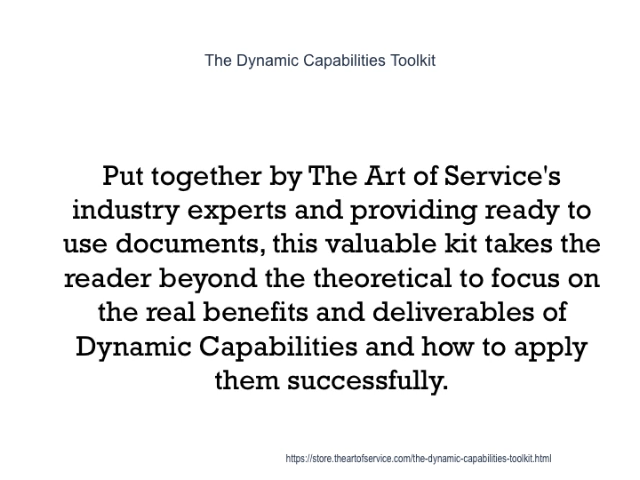 The Dynamic Capabilities Toolkit
Put together by The Art of Service's
industry experts and providing ready to
use documents, this valuable kit takes the
reader beyond the theoretical to focus on
the real benefits and deliverables of
Dynamic Capabilities and how to apply
them successfully.
https://store.theartofservice.com/the-dynamic-capabilities-toolkit.html